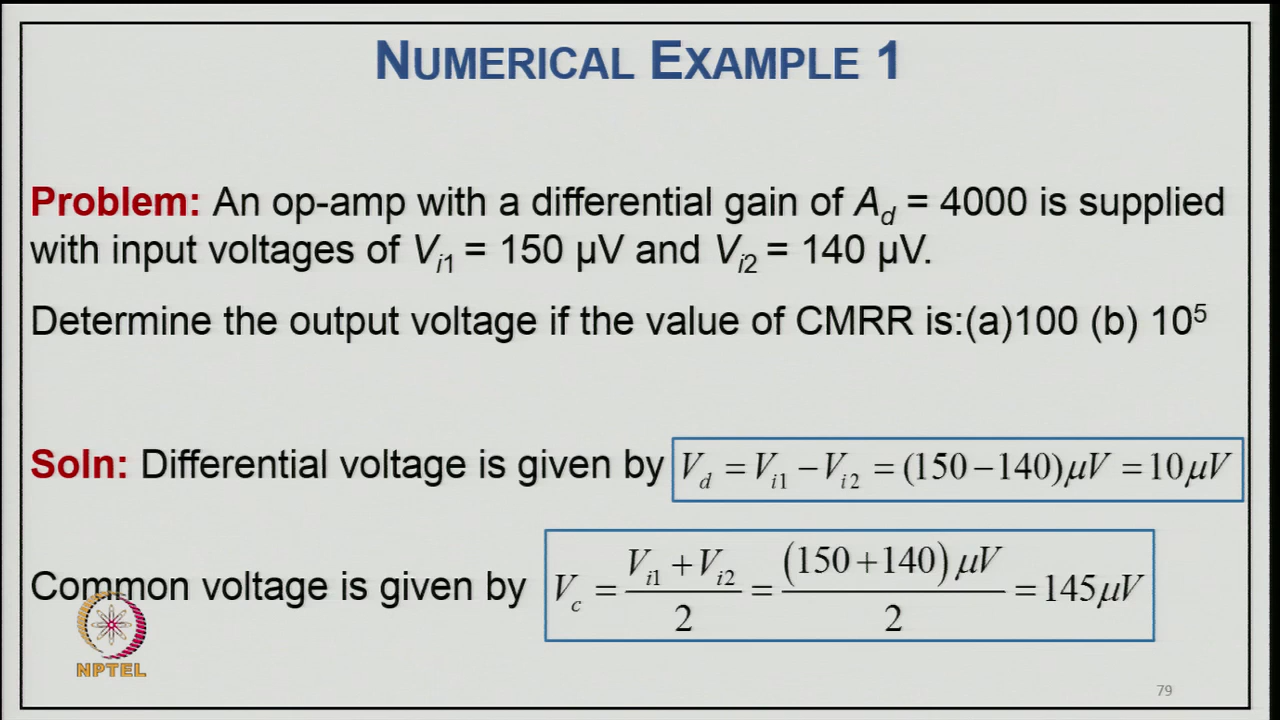 NUMERICAL EXAMPLE 1
Problem: An op-amp with a differential gain of A_d = 4000 is supplied
with input voltages of V_i1 = 150 µV and V_i2 = 140 µV.
Determine the output voltage if the value of CMRR is:(a)100 (b) 10⁵
Soln: Differential voltage is given by V_d = V_i1 − V_i2 = (150 − 140)µV = 10µV
Common voltage is given by V_c = (V_i1 + V_i2)/2 = (150 + 140)µV/2 = 145µV
NPTEL
79